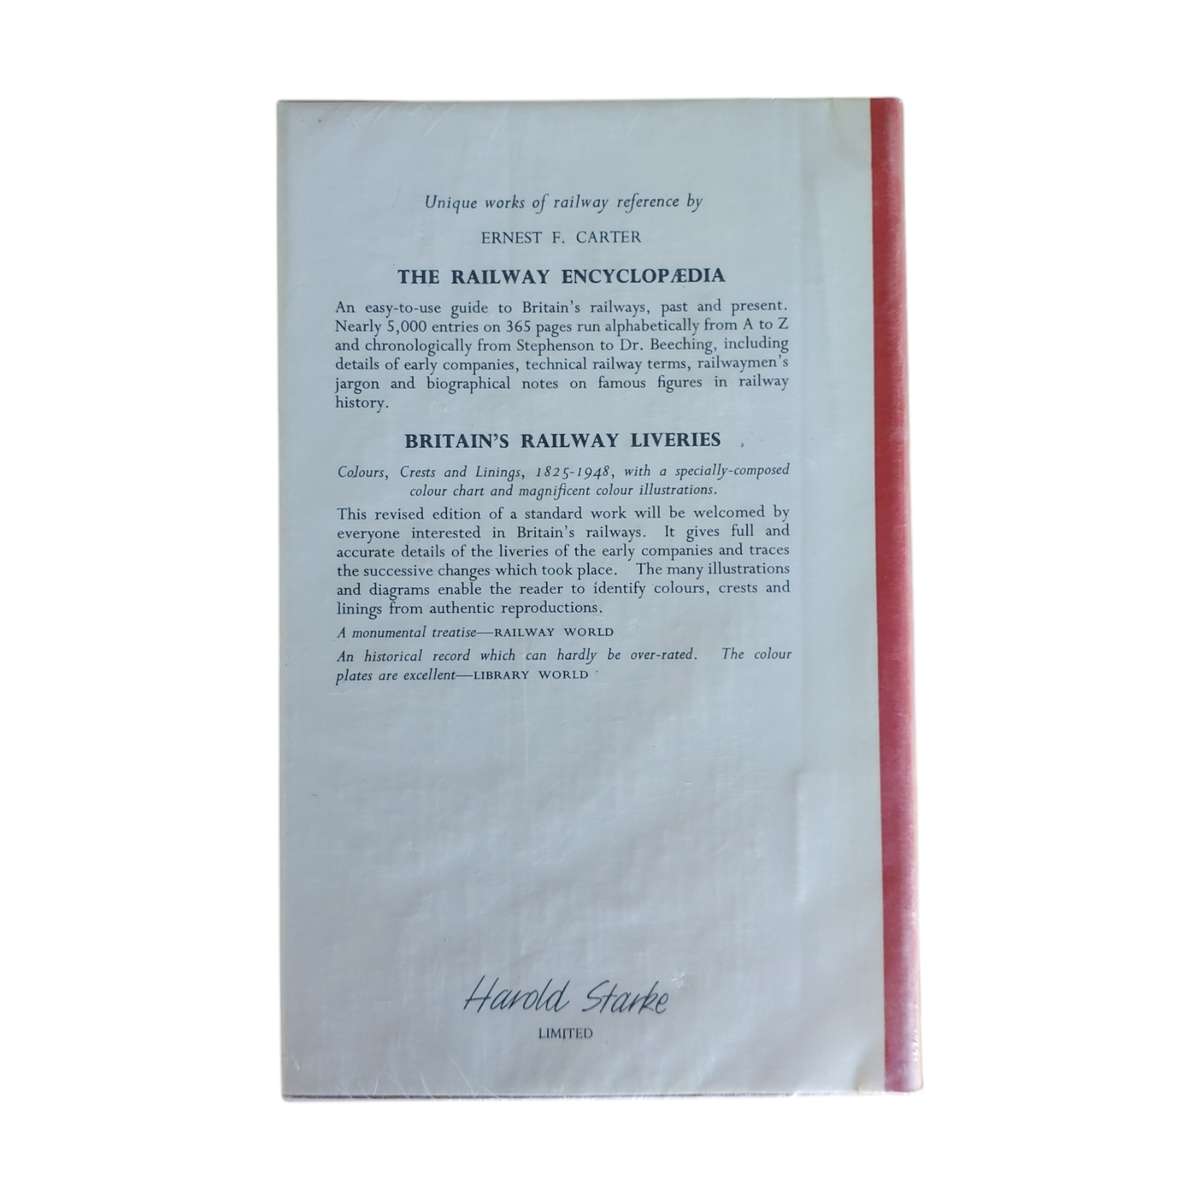 Unique works of railway reference by
ERNEST F. CARTER
THE RAILWAY ENCYCLOPÆDIA
An easy-to-use guide to Britain's railways, past and present.
Nearly 5,000 entries on 365 pages run alphabetically from A to Z
and chronologically from Stephenson to Dr. Beeching, including
details of early companies, technical railway terms, railwaymen's
jargon and biographical notes on famous figures in railway
history.
BRITAIN'S RAILWAY LIVERIES
Colours, Crests and Linings, 1825-1948, with a specially-composed
colour chart and magnificent colour illustrations.
This revised edition of a standard work will be welcomed by
everyone interested in Britain's railways. It gives full and
accurate details of the liveries of the early companies and traces
the successive changes which took place. The many illustrations
and diagrams enable the reader to identify colours, crests and
linings from authentic reproductions.
A monumental treatise—RAILWAY WORLD
An historical record which can hardly be over-rated. The colour
plates are excellent—LIBRARY WORLD
Harold Starke
LIMITED